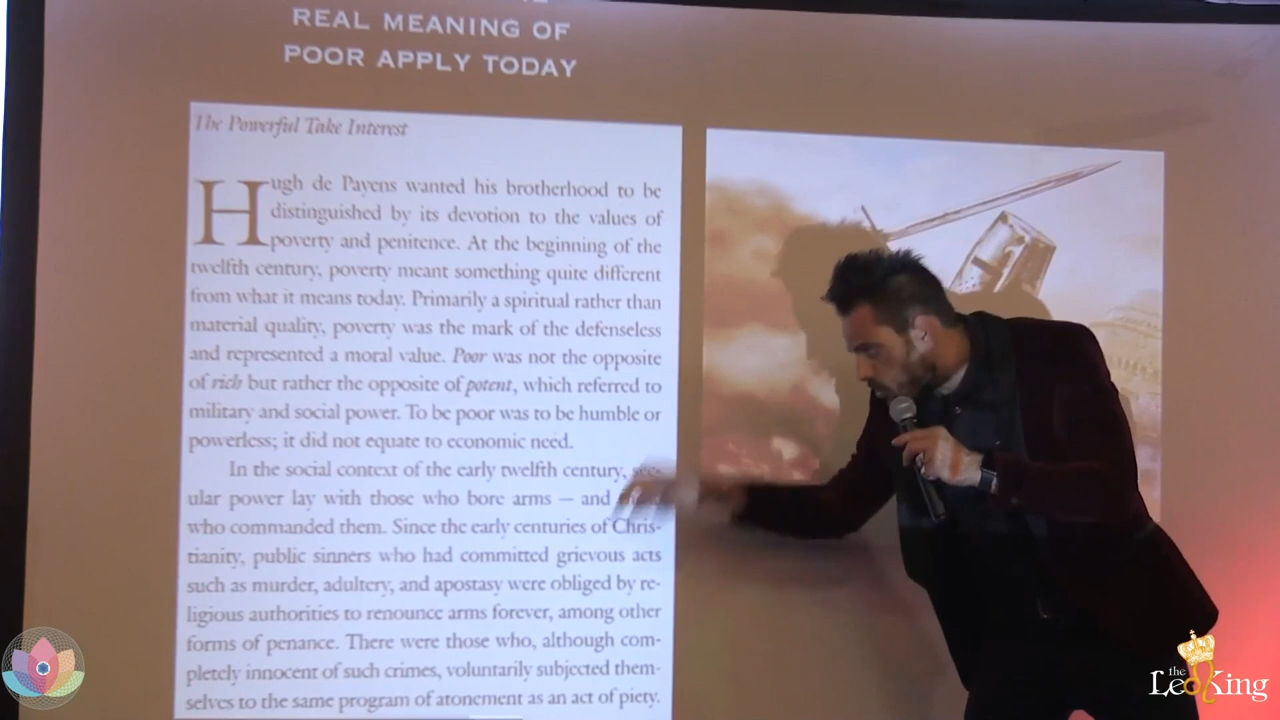 REAL MEANING OF
POOR APPLY TODAY
The Powerful Take Interest
Hugh de Payens wanted his brotherhood to be
distinguished by its devotion to the values of
poverty and penitence. At the beginning of the
twelfth century, poverty meant something quite different
from what it means today. Primarily a spiritual rather than
material quality, poverty was the mark of the defenseless
and represented a moral value. Poor was not the opposite
of rich but rather the opposite of potent, which referred to
military and social power. To be poor was to be humble or
powerless; it did not equate to economic need.
In the social context of the early twelfth century,
ular power lay with those who bore arms — and
who commanded them. Since the early centuries of Chris-
tianity, public sinners who had committed grievous acts
such as murder, adultery, and apostasy were obliged by re-
ligious authorities to renounce arms forever, among other
forms of penance. There were those who, although com-
pletely innocent of such crimes, voluntarily subjected them-
selves to the same program of atonement as an act of piety.
the
Leo King